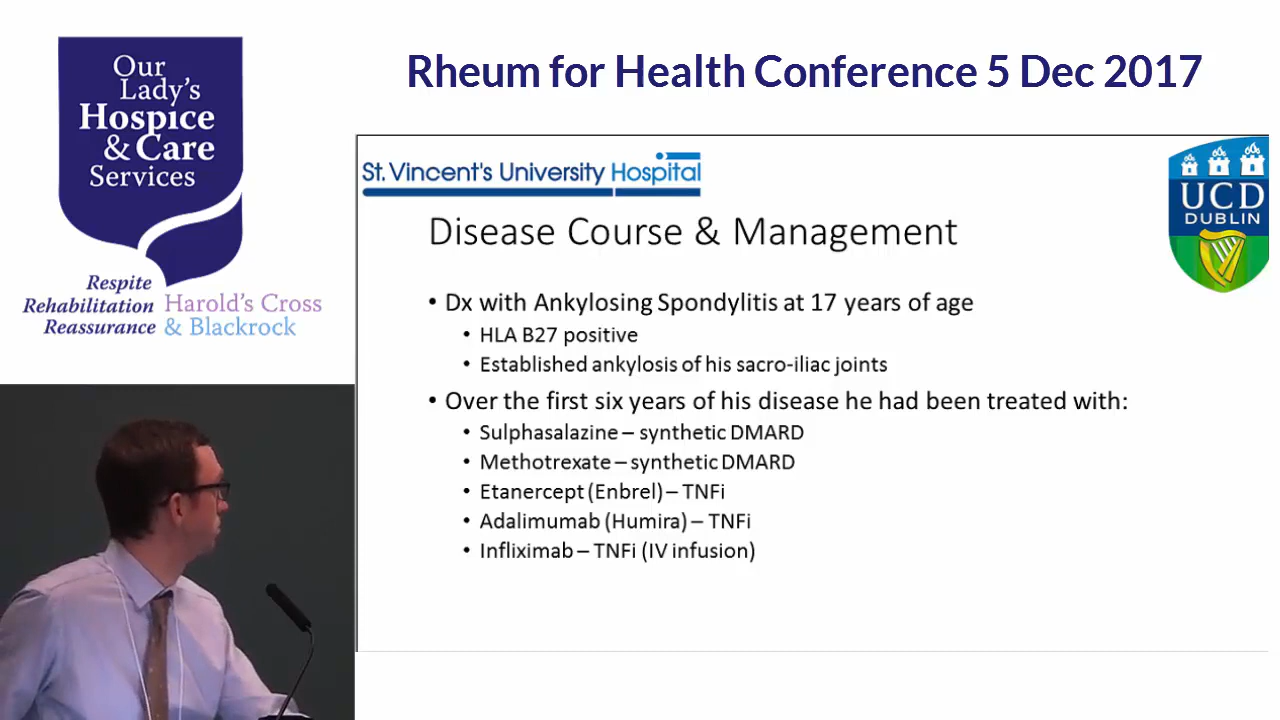 Our
Lady's
Hospice
& Care
Services
Respite
Rehabilitation
Reassurance
Harold's Cross
& Blackrock
Rheum for Health Conference 5 Dec 2017
St. Vincent's University Hospital
UCD
DUBLIN
Disease Course & Management
• Dx with Ankylosing Spondylitis at 17 years of age
• HLA B27 positive
• Established ankylosis of his sacro-iliac joints
• Over the first six years of his disease he had been treated with:
• Sulphasalazine – synthetic DMARD
• Methotrexate – synthetic DMARD
• Etanercept (Enbrel) – TNFi
• Adalimumab (Humira) – TNFi
• Infliximab – TNFi (IV infusion)